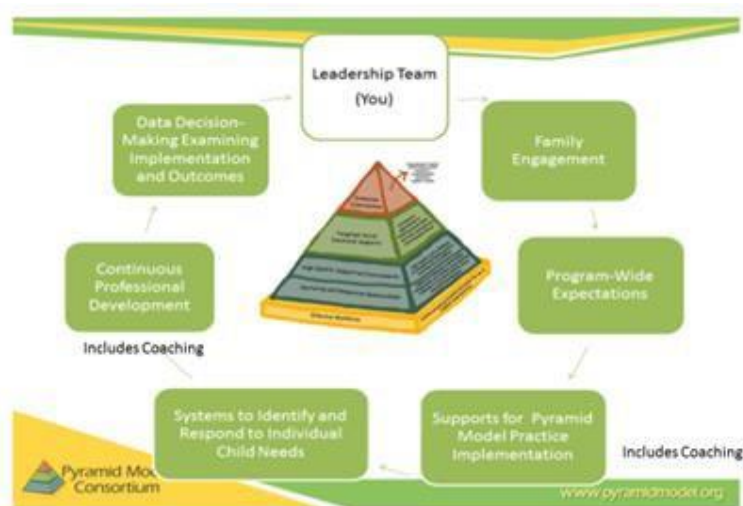 Leadership Team
(You)
Data Decision-
Making Examining
Implementation
and Outcomes
Family
Engagement
Continuous
Professional
Development
Program-Wide
Expectations
Includes Coaching
Systems to Identify and
Respond to Individual
Child Needs
Supports for Pyramid
Model Practice
Implementation
Includes Coaching
Pyramid Mod
Consortium
www.pyramidmodel.org